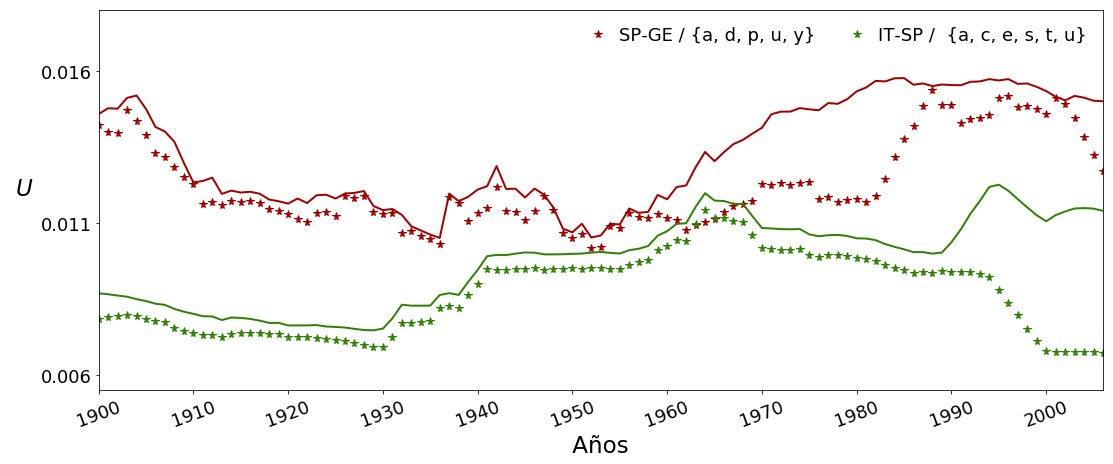 SP-GE / {a, d, p, u, y} IT-SP / {a, c, e, s, t, u}
0.016
U
0.011
0.006
1900 1910 1920 1930 1940 1950 1960 1970 1980 1990 2000
Años